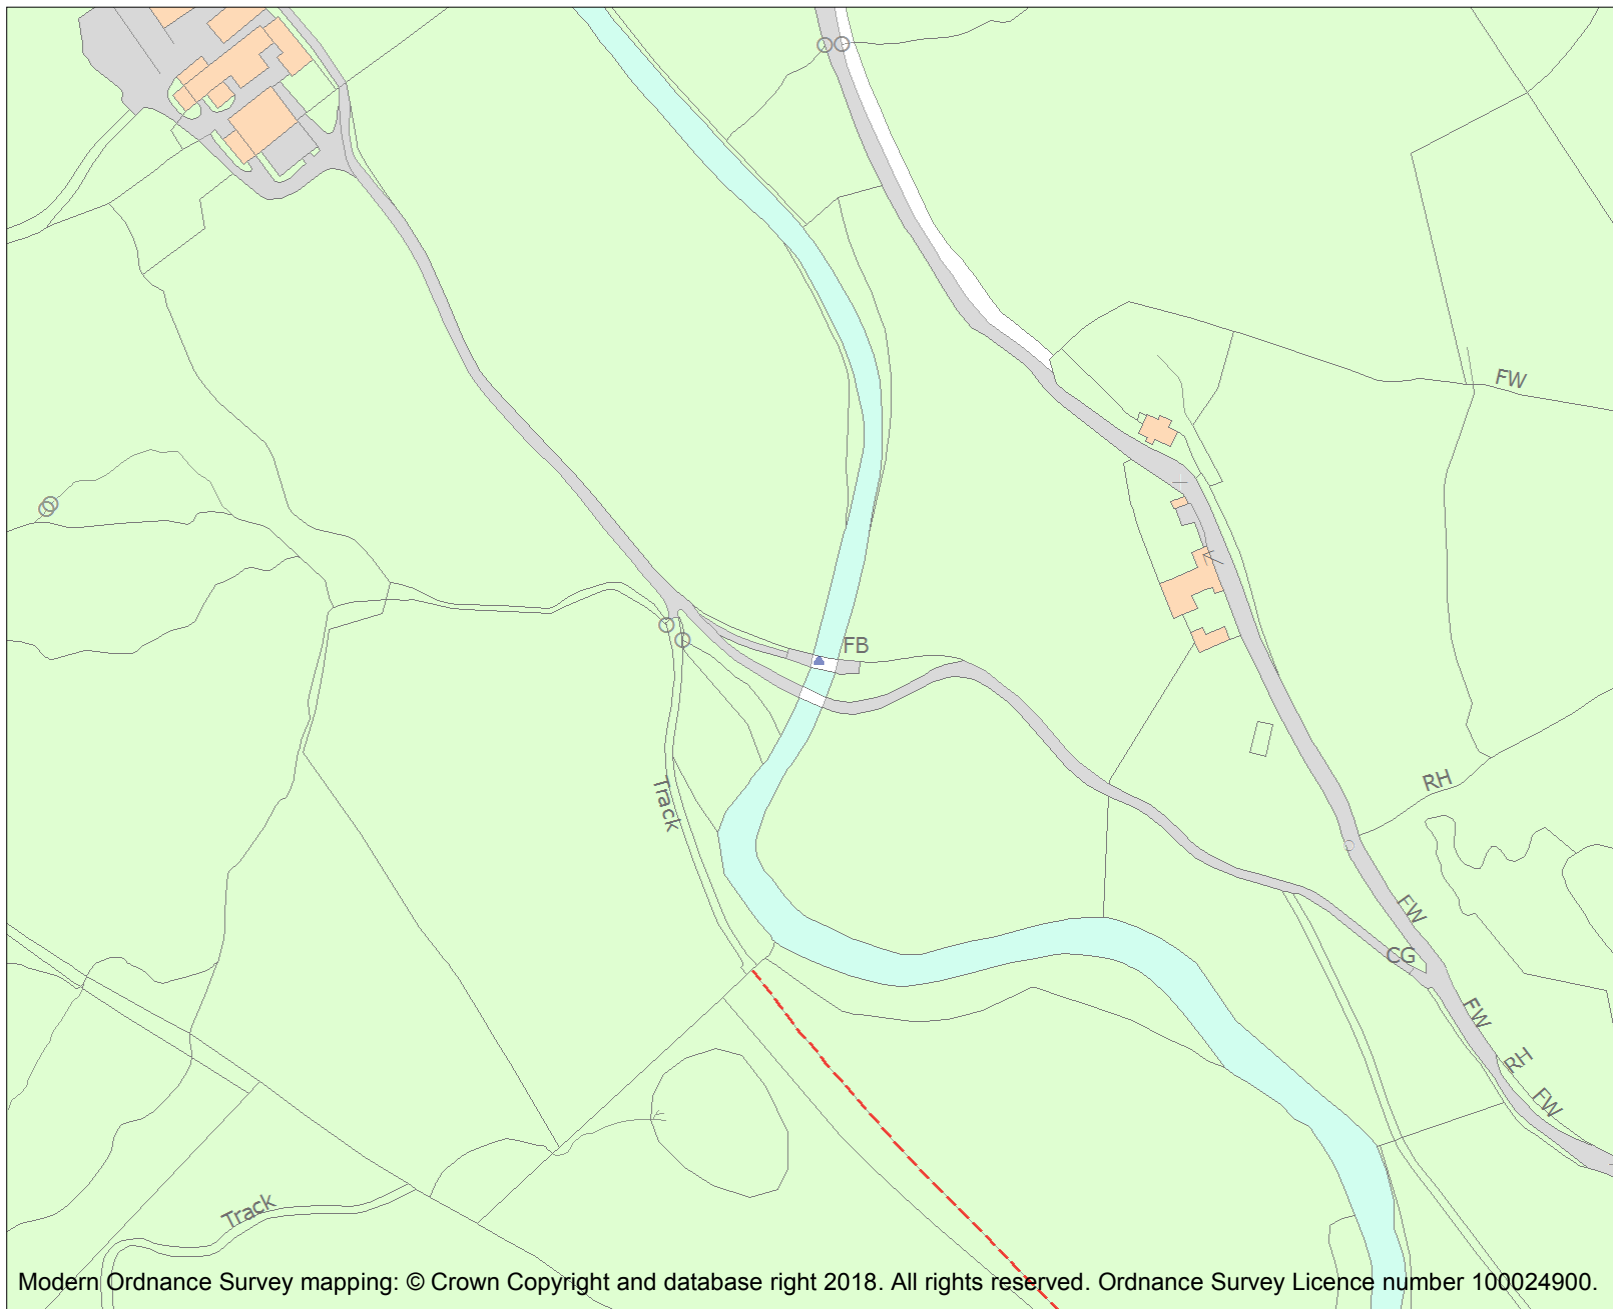 FW
FB
RH
Track
FW
CG
FW
RH
FW
Track
Modern Ordnance Survey mapping: © Crown Copyright and database right 2018. All rights reserved. Ordnance Survey Licence number 100024900.